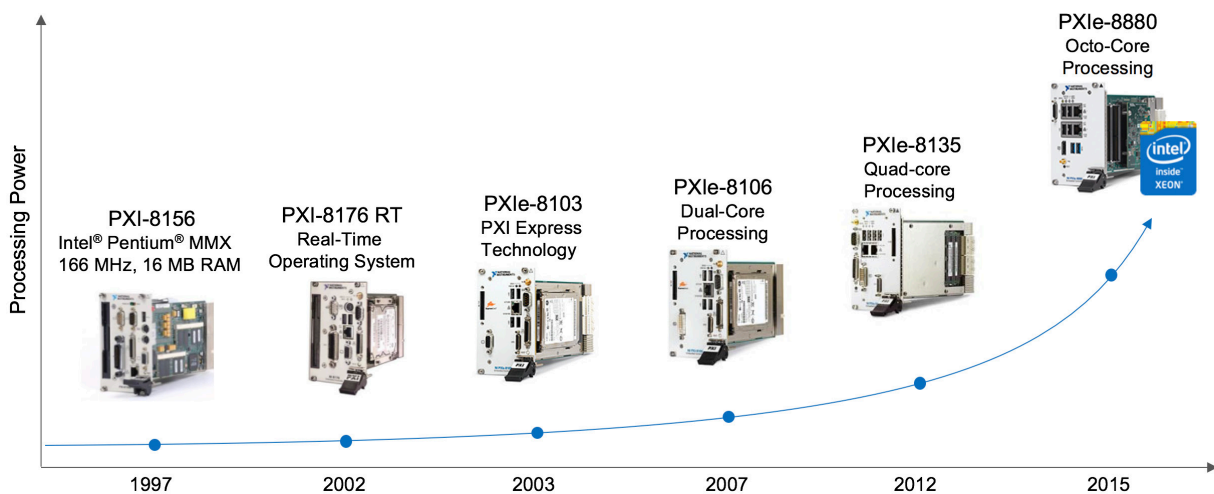 PXIe-8880
Octo-Core
Processing
intel
inside™
XEON®
PXIe-8135
Quad-core
Processing
PXIe-8106
Dual-Core
Processing
PXIe-8103
PXI Express
Technology
PXI-8176 RT
Real-Time
Operating System
PXI-8156
Intel® Pentium® MMX
166 MHz, 16 MB RAM
Processing Power
1997
2002
2003
2007
2012
2015